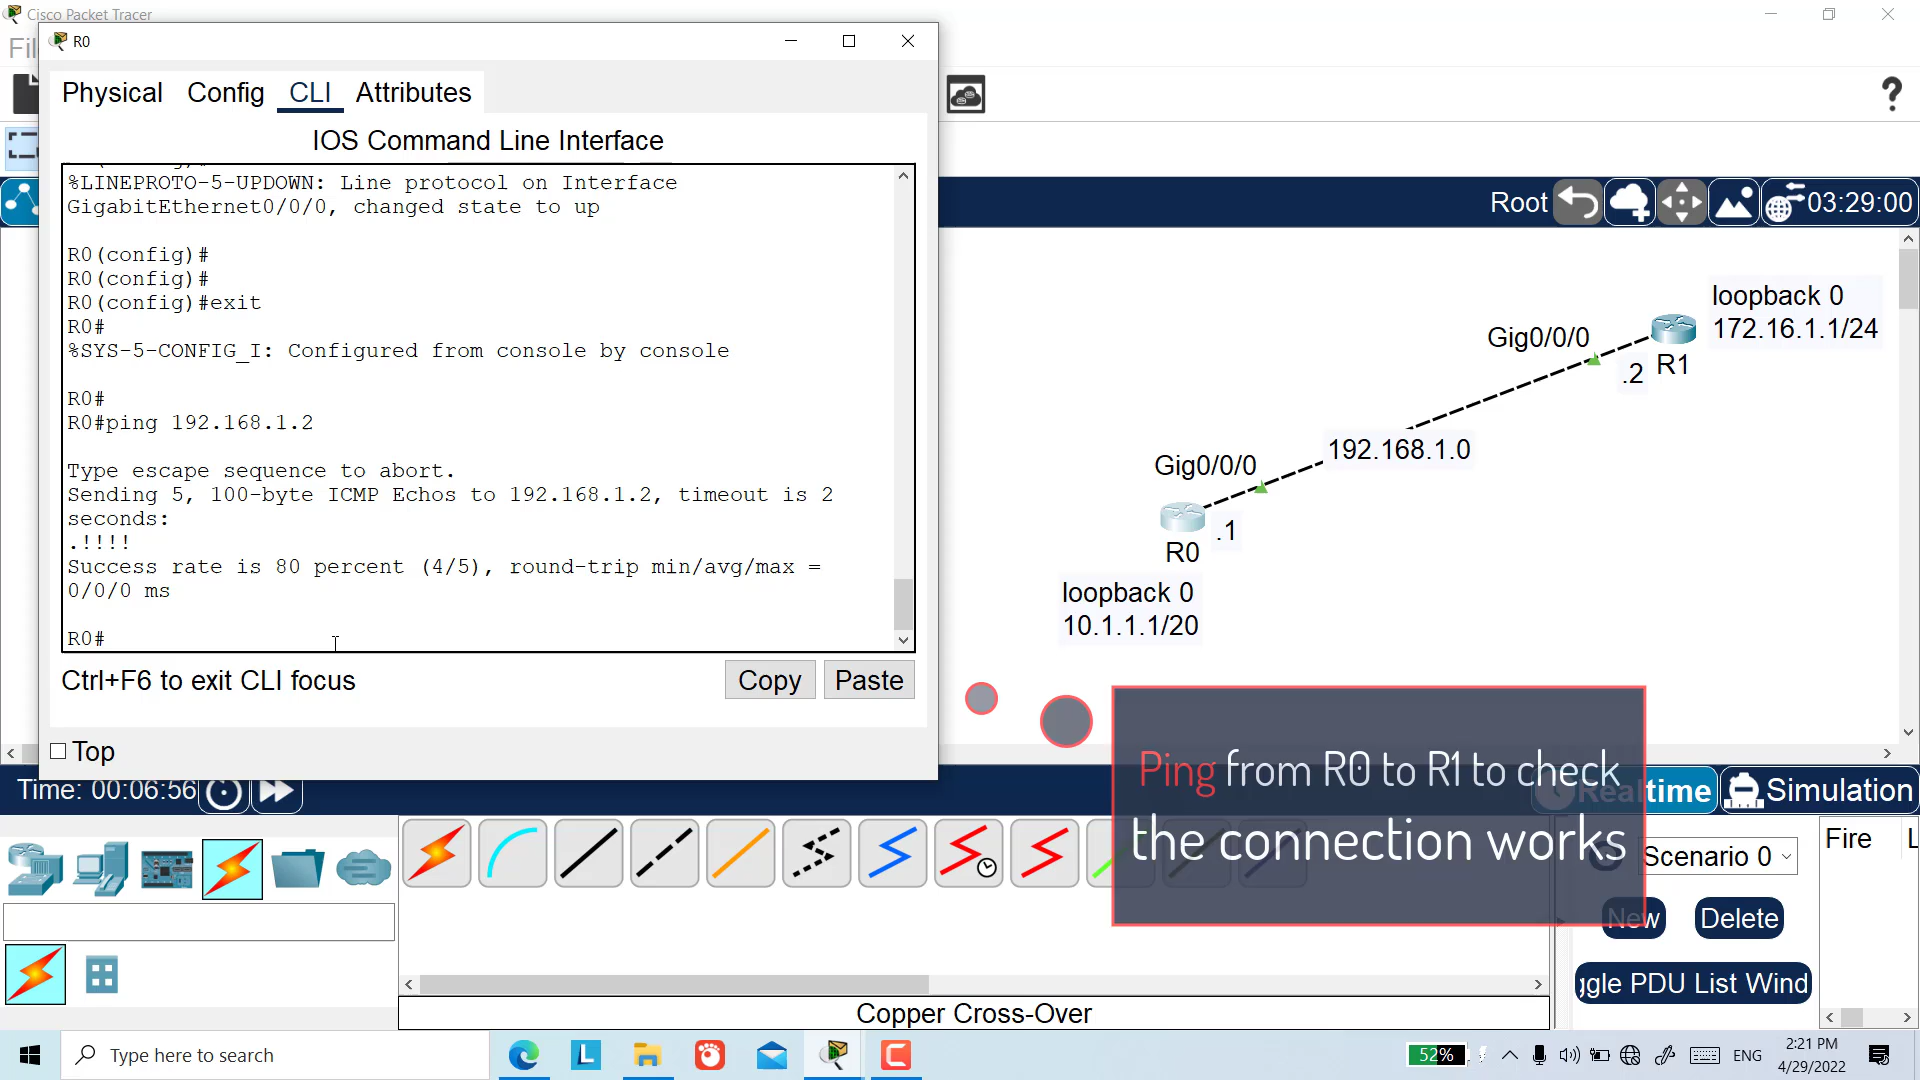 Cisco Packet Tracer
Fil
R0
Physical Config CLI Attributes
IOS Command Line Interface
%LINEPROTO-5-UPDOWN: Line protocol on Interface
GigabitEthernet0/0/0, changed state to up
R0(config)#
R0(config)#
R0(config)#exit
R0#
%SYS-5-CONFIG_I: Configured from console by console
R0#
R0#ping 192.168.1.2
Type escape sequence to abort.
Sending 5, 100-byte ICMP Echos to 192.168.1.2, timeout is 2
seconds:
.!!!!
Success rate is 80 percent (4/5), round-trip min/avg/max =
0/0/0 ms
R0#
Ctrl+F6 to exit CLI focus
Copy Paste
Top
Root
03:29:00
loopback 0
172.16.1.1/24
Gig0/0/0
.2
R1
192.168.1.0
Gig0/0/0
.1
R0
loopback 0
10.1.1.1/20
Ping from R0 to R1 to check
the connection works
Time: 00:06:56
Realtime
Simulation
Scenario 0
New
Delete
ggle PDU List Wind
Fire L
Copper Cross-Over
Type here to search
L
52%
ENG
2:21 PM
4/29/2022